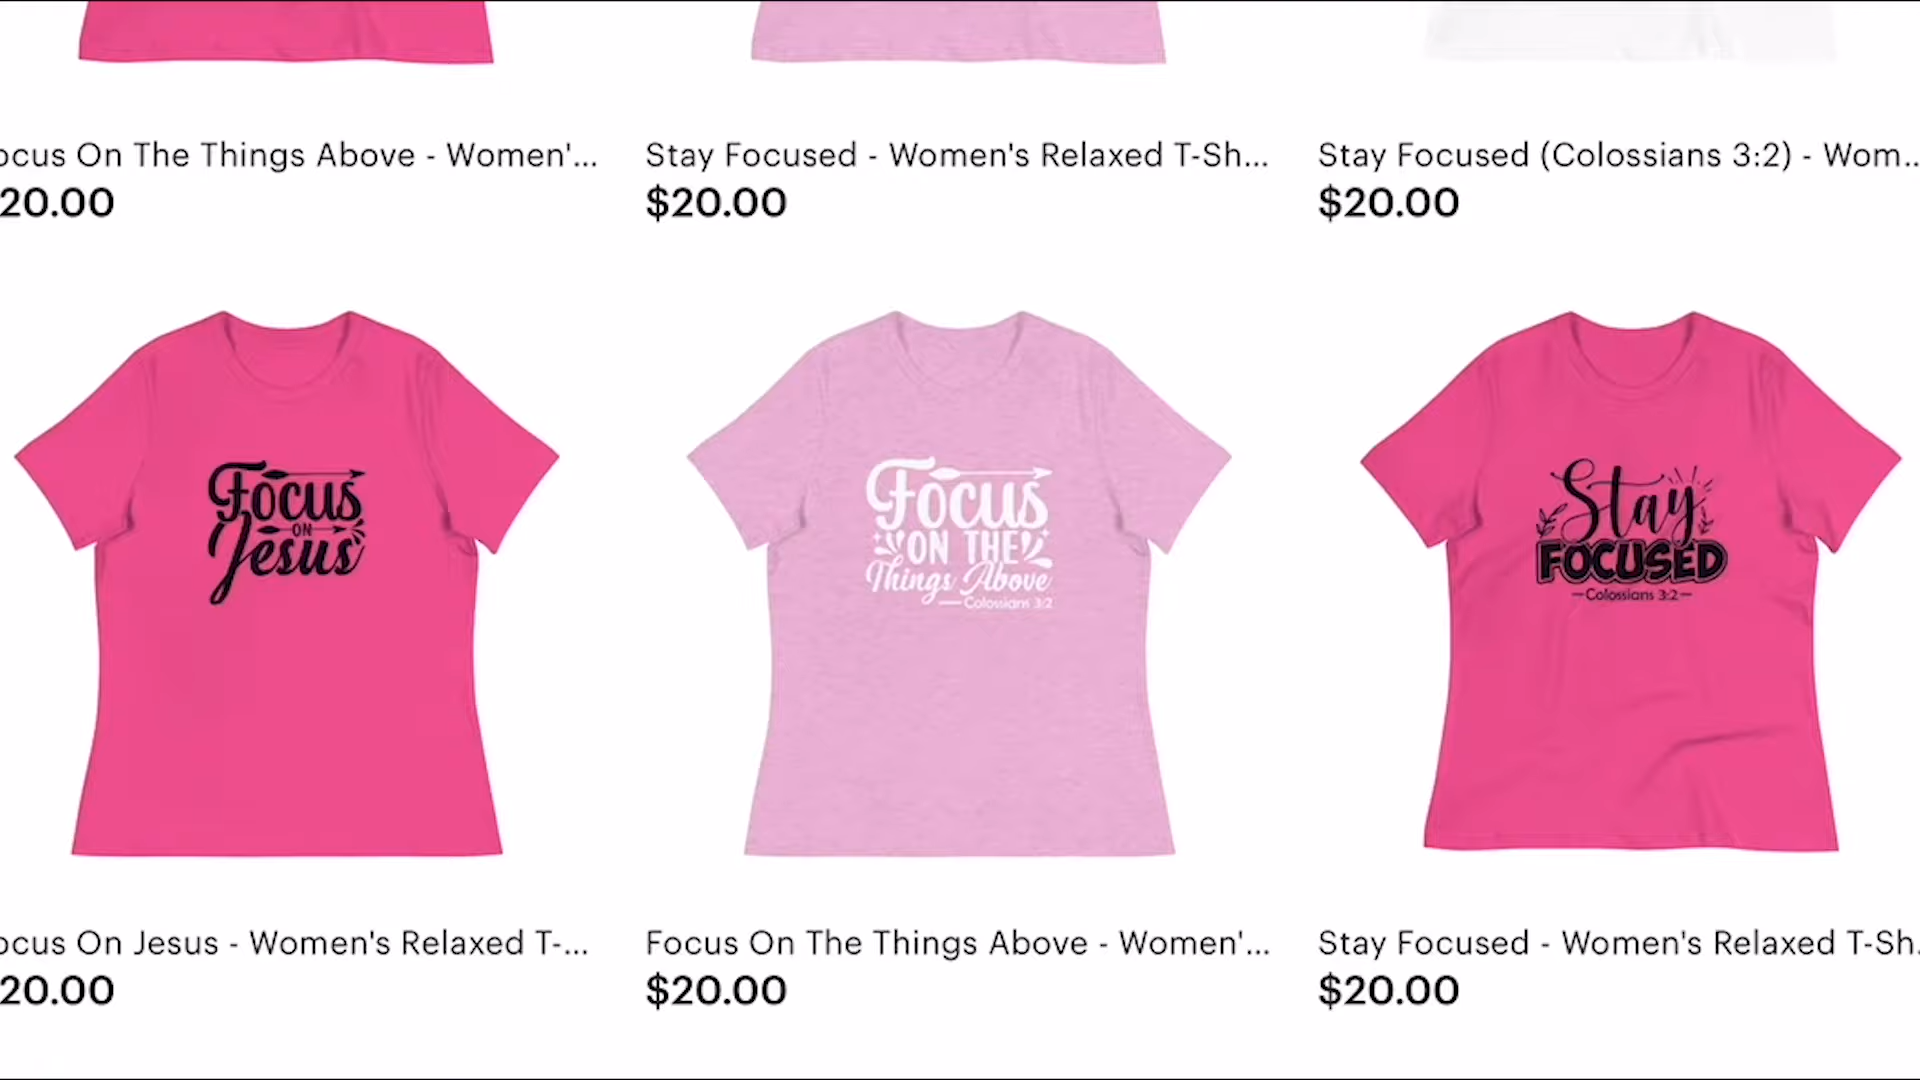 ocus On The Things Above - Women'...
20.00
Stay Focused - Women's Relaxed T-Sh...
$20.00
Stay Focused (Colossians 3:2) - Wom...
$20.00
Focus
ON
Jesus
Focus
ON THE
Things Above
Colossians 3:2
Stay
FOCUSED
-Colossians 3:2-
ocus On Jesus - Women's Relaxed T-...
20.00
Focus On The Things Above - Women'...
$20.00
Stay Focused - Women's Relaxed T-Sh.
$20.00